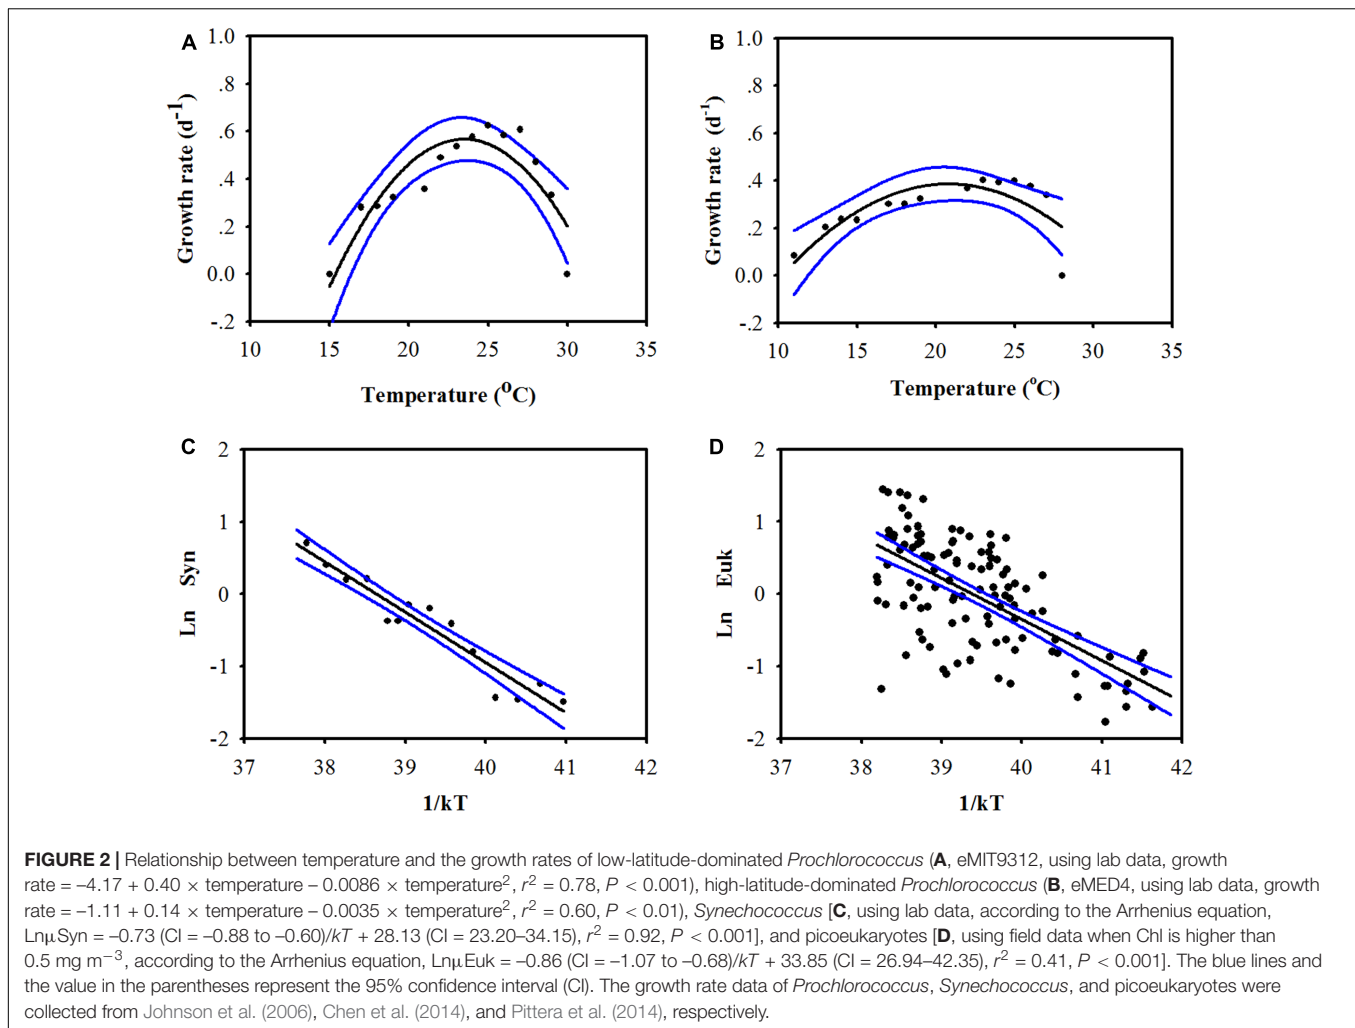 A
1.0
.8
.6
.4
.2
0.0
-.2
Growth rate (d⁻¹)
10 15 20 25 30 35
Temperature (°C)
B
1.0
.8
.6
.4
.2
0.0
-.2
Growth rate (d⁻¹)
10 15 20 25 30 35
Temperature (°C)
C
2
1
0
-1
-2
Ln Syn
37 38 39 40 41 42
1/kT
D
2
1
0
-1
-2
Ln Euk
37 38 39 40 41 42
1/kT
FIGURE 2 | Relationship between temperature and the growth rates of low-latitude-dominated Prochlorococcus (A, eMIT9312, using lab data, growth
rate = –4.17 + 0.40 × temperature – 0.0086 × temperature², r² = 0.78, P < 0.001), high-latitude-dominated Prochlorococcus (B, eMED4, using lab data, growth
rate = –1.11 + 0.14 × temperature – 0.0035 × temperature², r² = 0.60, P < 0.01), Synechococcus [C, using lab data, according to the Arrhenius equation,
LnμSyn = –0.73 (CI = –0.88 to –0.60)/kT + 28.13 (CI = 23.20–34.15), r² = 0.92, P < 0.001], and picoeukaryotes [D, using field data when Chl is higher than
0.5 mg m⁻³, according to the Arrhenius equation, LnμEuk = –0.86 (CI = –1.07 to –0.68)/kT + 33.85 (CI = 26.94–42.35), r² = 0.41, P < 0.001]. The blue lines and
the value in the parentheses represent the 95% confidence interval (CI). The growth rate data of Prochlorococcus, Synechococcus, and picoeukaryotes were
collected from Johnson et al. (2006), Chen et al. (2014), and Pittera et al. (2014), respectively.